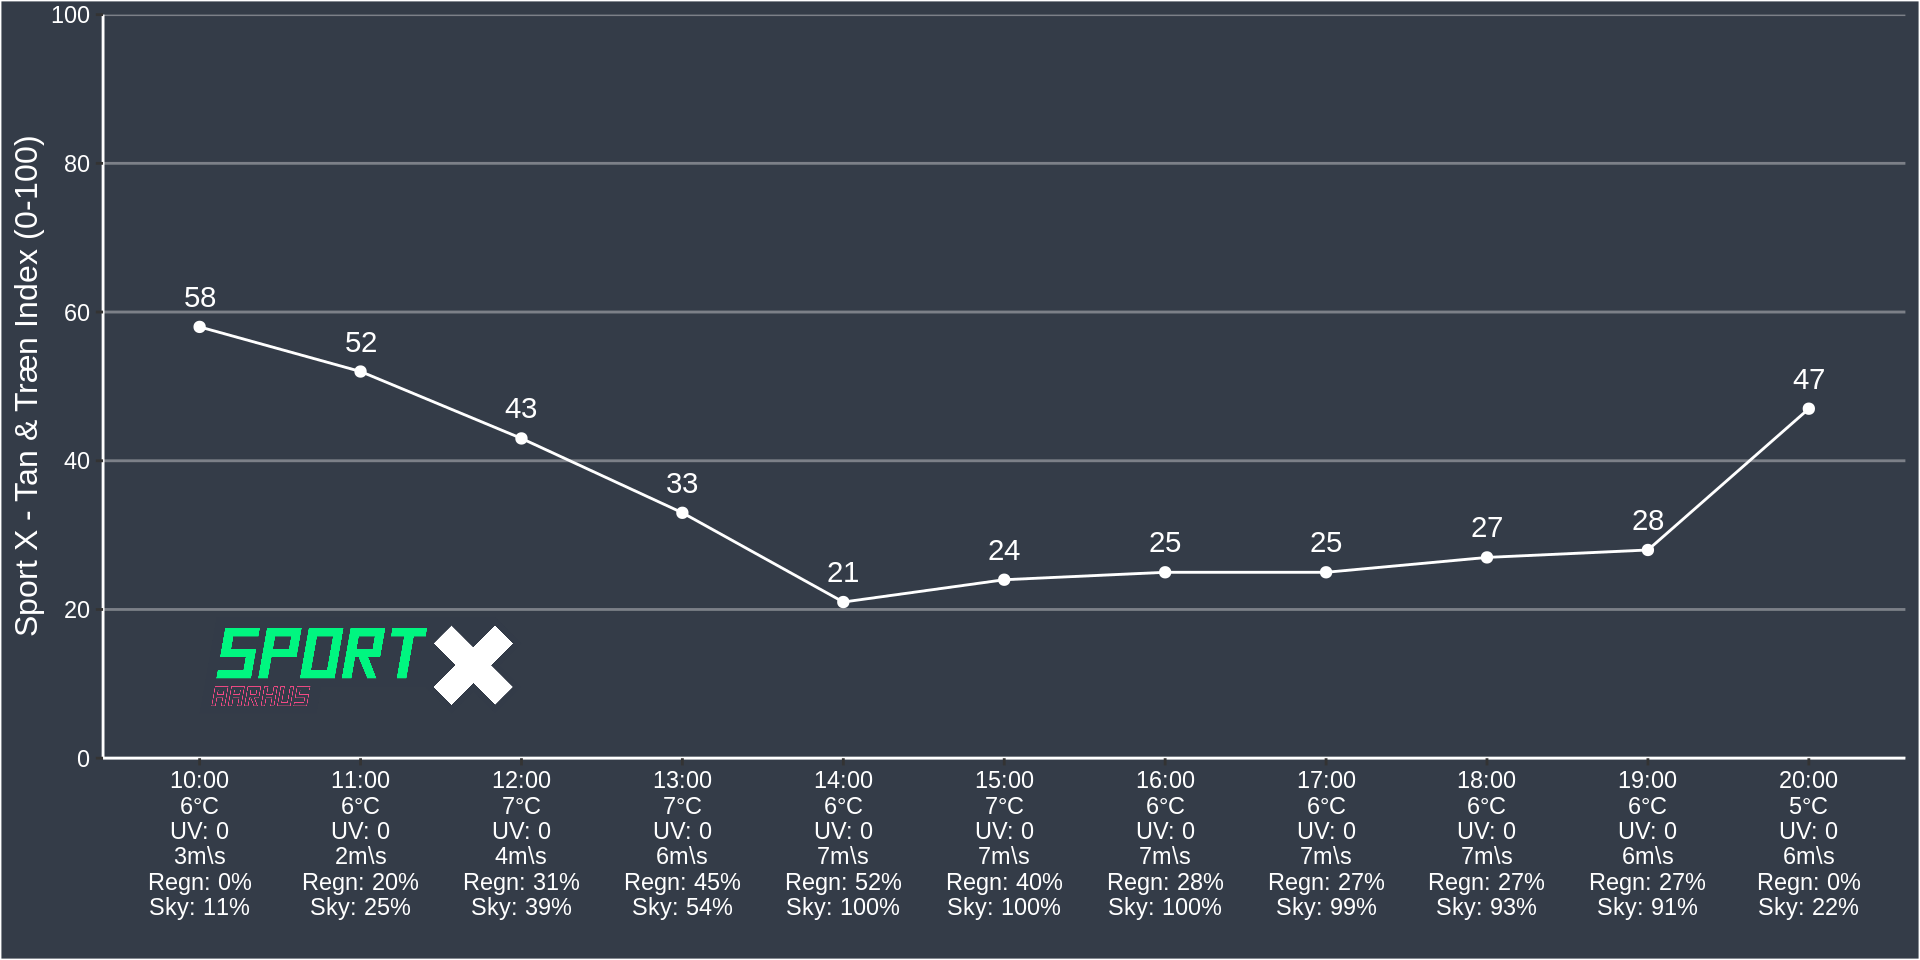 Sport X - Tan & Træn Index (0-100)
100
80
60
40
20
0
58
52
43
33
21
24
25
25
27
28
47
SPORT X
AARHUS
10:00 11:00 12:00 13:00 14:00 15:00 16:00 17:00 18:00 19:00 20:00
6°C 6°C 7°C 7°C 6°C 7°C 6°C 6°C 6°C 6°C 5°C
UV: 0 UV: 0 UV: 0 UV: 0 UV: 0 UV: 0 UV: 0 UV: 0 UV: 0 UV: 0 UV: 0
3m\s 2m\s 4m\s 6m\s 7m\s 7m\s 7m\s 7m\s 7m\s 6m\s 6m\s
Regn: 0% Regn: 20% Regn: 31% Regn: 45% Regn: 52% Regn: 40% Regn: 28% Regn: 27% Regn: 27% Regn: 27% Regn: 0%
Sky: 11% Sky: 25% Sky: 39% Sky: 54% Sky: 100% Sky: 100% Sky: 100% Sky: 99% Sky: 93% Sky: 91% Sky: 22%